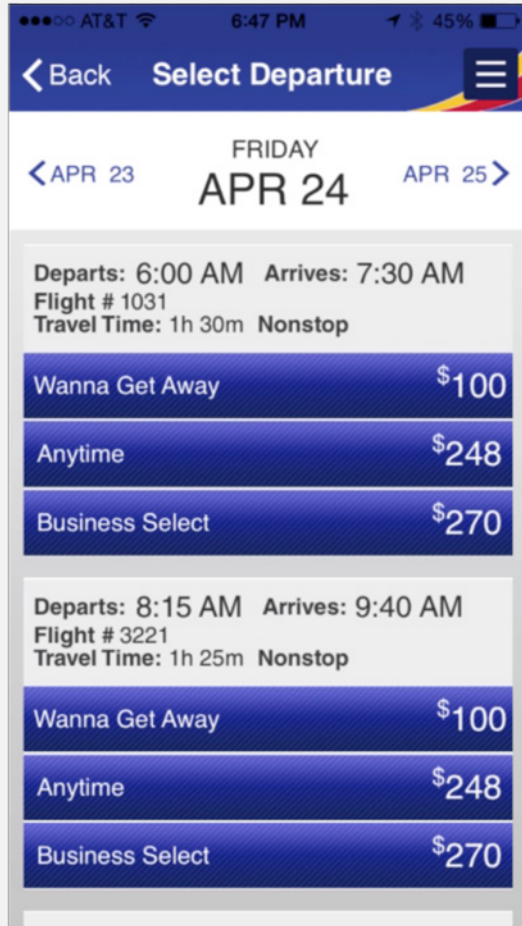 AT&T 6:47 PM 45%
Back Select Departure
FRIDAY
APR 23 APR 24 APR 25
Departs: 6:00 AM Arrives: 7:30 AM
Flight # 1031
Travel Time: 1h 30m Nonstop
Wanna Get Away $100
Anytime $248
Business Select $270
Departs: 8:15 AM Arrives: 9:40 AM
Flight # 3221
Travel Time: 1h 25m Nonstop
Wanna Get Away $100
Anytime $248
Business Select $270